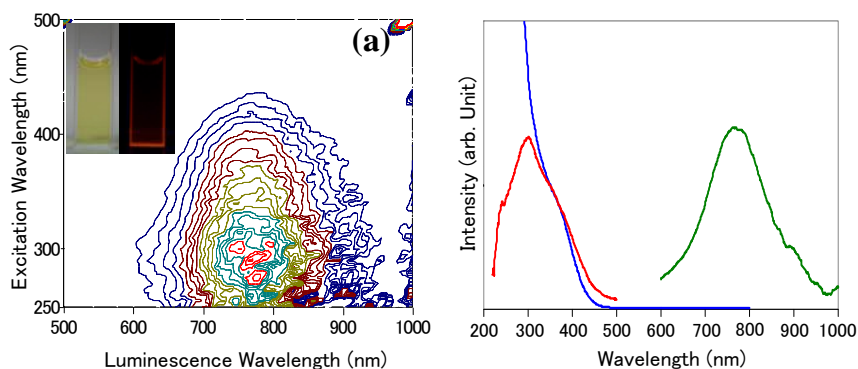 (a)
Excitation Wavelength (nm)
500
400
300
250
500 600 700 800 900 1000
Luminescence Wavelength (nm)
Intensity (arb. Unit)
200 300 400 500 600 700 800 900 1000
Wavelength (nm)